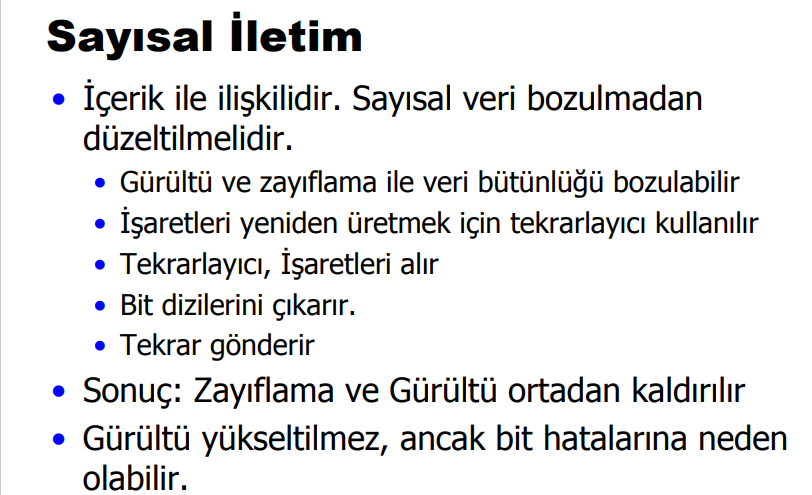 Sayısal İletim
• İçerik ile ilişkilidir. Sayısal veri bozulmadan
düzeltilmelidir.
• Gürültü ve zayıflama ile veri bütünlüğü bozulabilir
• İşaretleri yeniden üretmek için tekrarlayıcı kullanılır
• Tekrarlayıcı, İşaretleri alır
• Bit dizilerini çıkarır.
• Tekrar gönderir
• Sonuç: Zayıflama ve Gürültü ortadan kaldırılır
• Gürültü yükseltilmez, ancak bit hatalarına neden
olabilir.